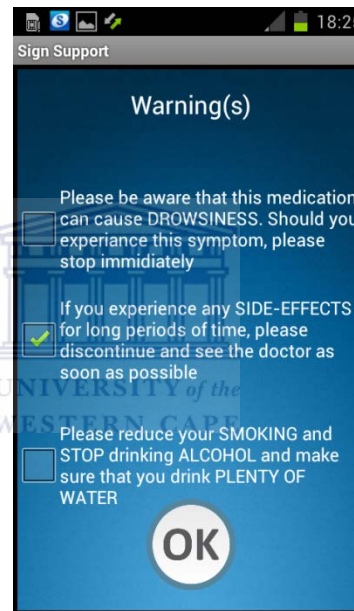 18:25
Sign Support
Warning(s)
Please be aware that this medication
can cause DROWSINESS. Should you
experiance this symptom, please
stop immidiately
If you experience any SIDE-EFFECTS
for long periods of time, please
discontinue and see the doctor as
soon as possible
UNIVERSITY of the
WESTERN CAPE
Please reduce your SMOKING and
STOP drinking ALCOHOL and make
sure that you drink PLENTY OF
WATER
OK